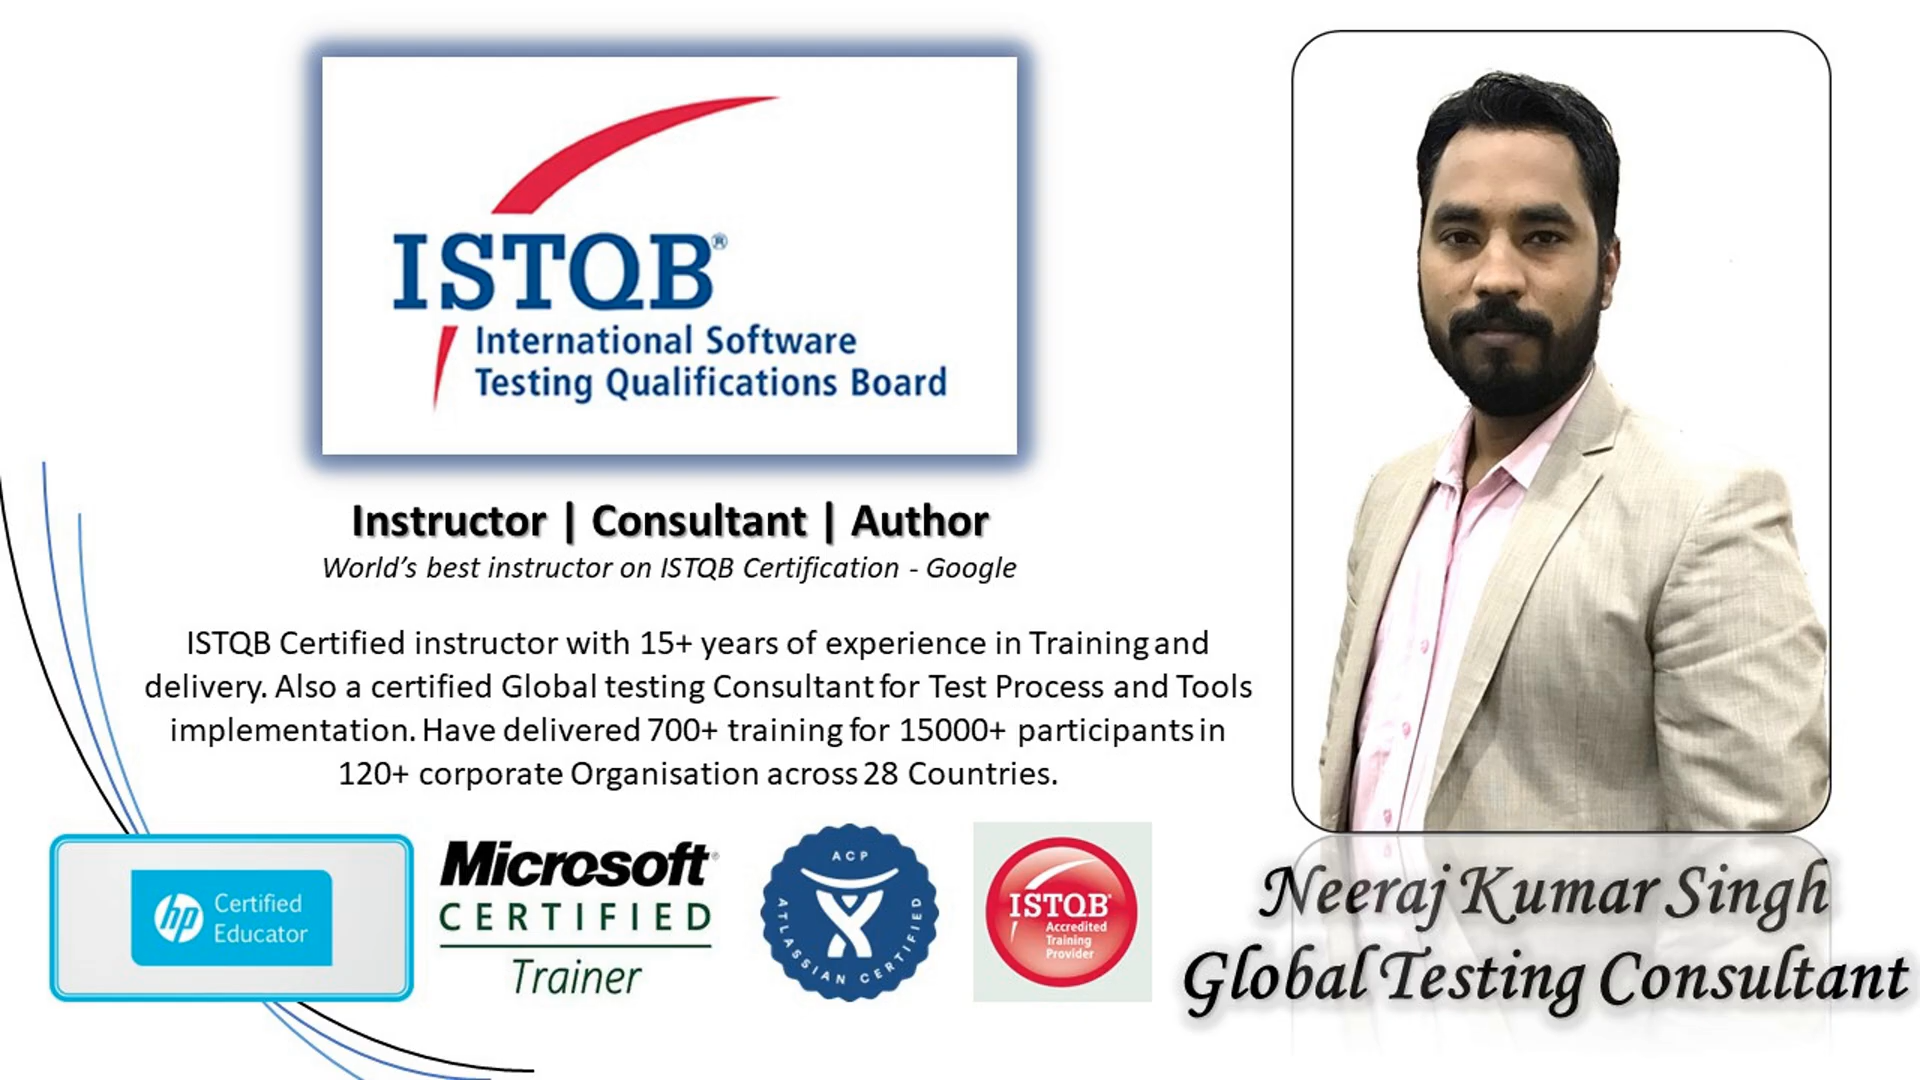 ISTQB®
International Software
Testing Qualifications Board
Instructor | Consultant | Author
World's best instructor on ISTQB Certification - Google
ISTQB Certified instructor with 15+ years of experience in Training and
delivery. Also a certified Global testing Consultant for Test Process and Tools
implementation. Have delivered 700+ training for 15000+ participants in
120+ corporate Organisation across 28 Countries.
hp
Certified
Educator
Microsoft®
CERTIFIED
Trainer
ACP
ATLASSIAN CERTIFIED
ISTQB®
Accredited
Training
Provider
Neeraj Kumar Singh
Global Testing Consultant